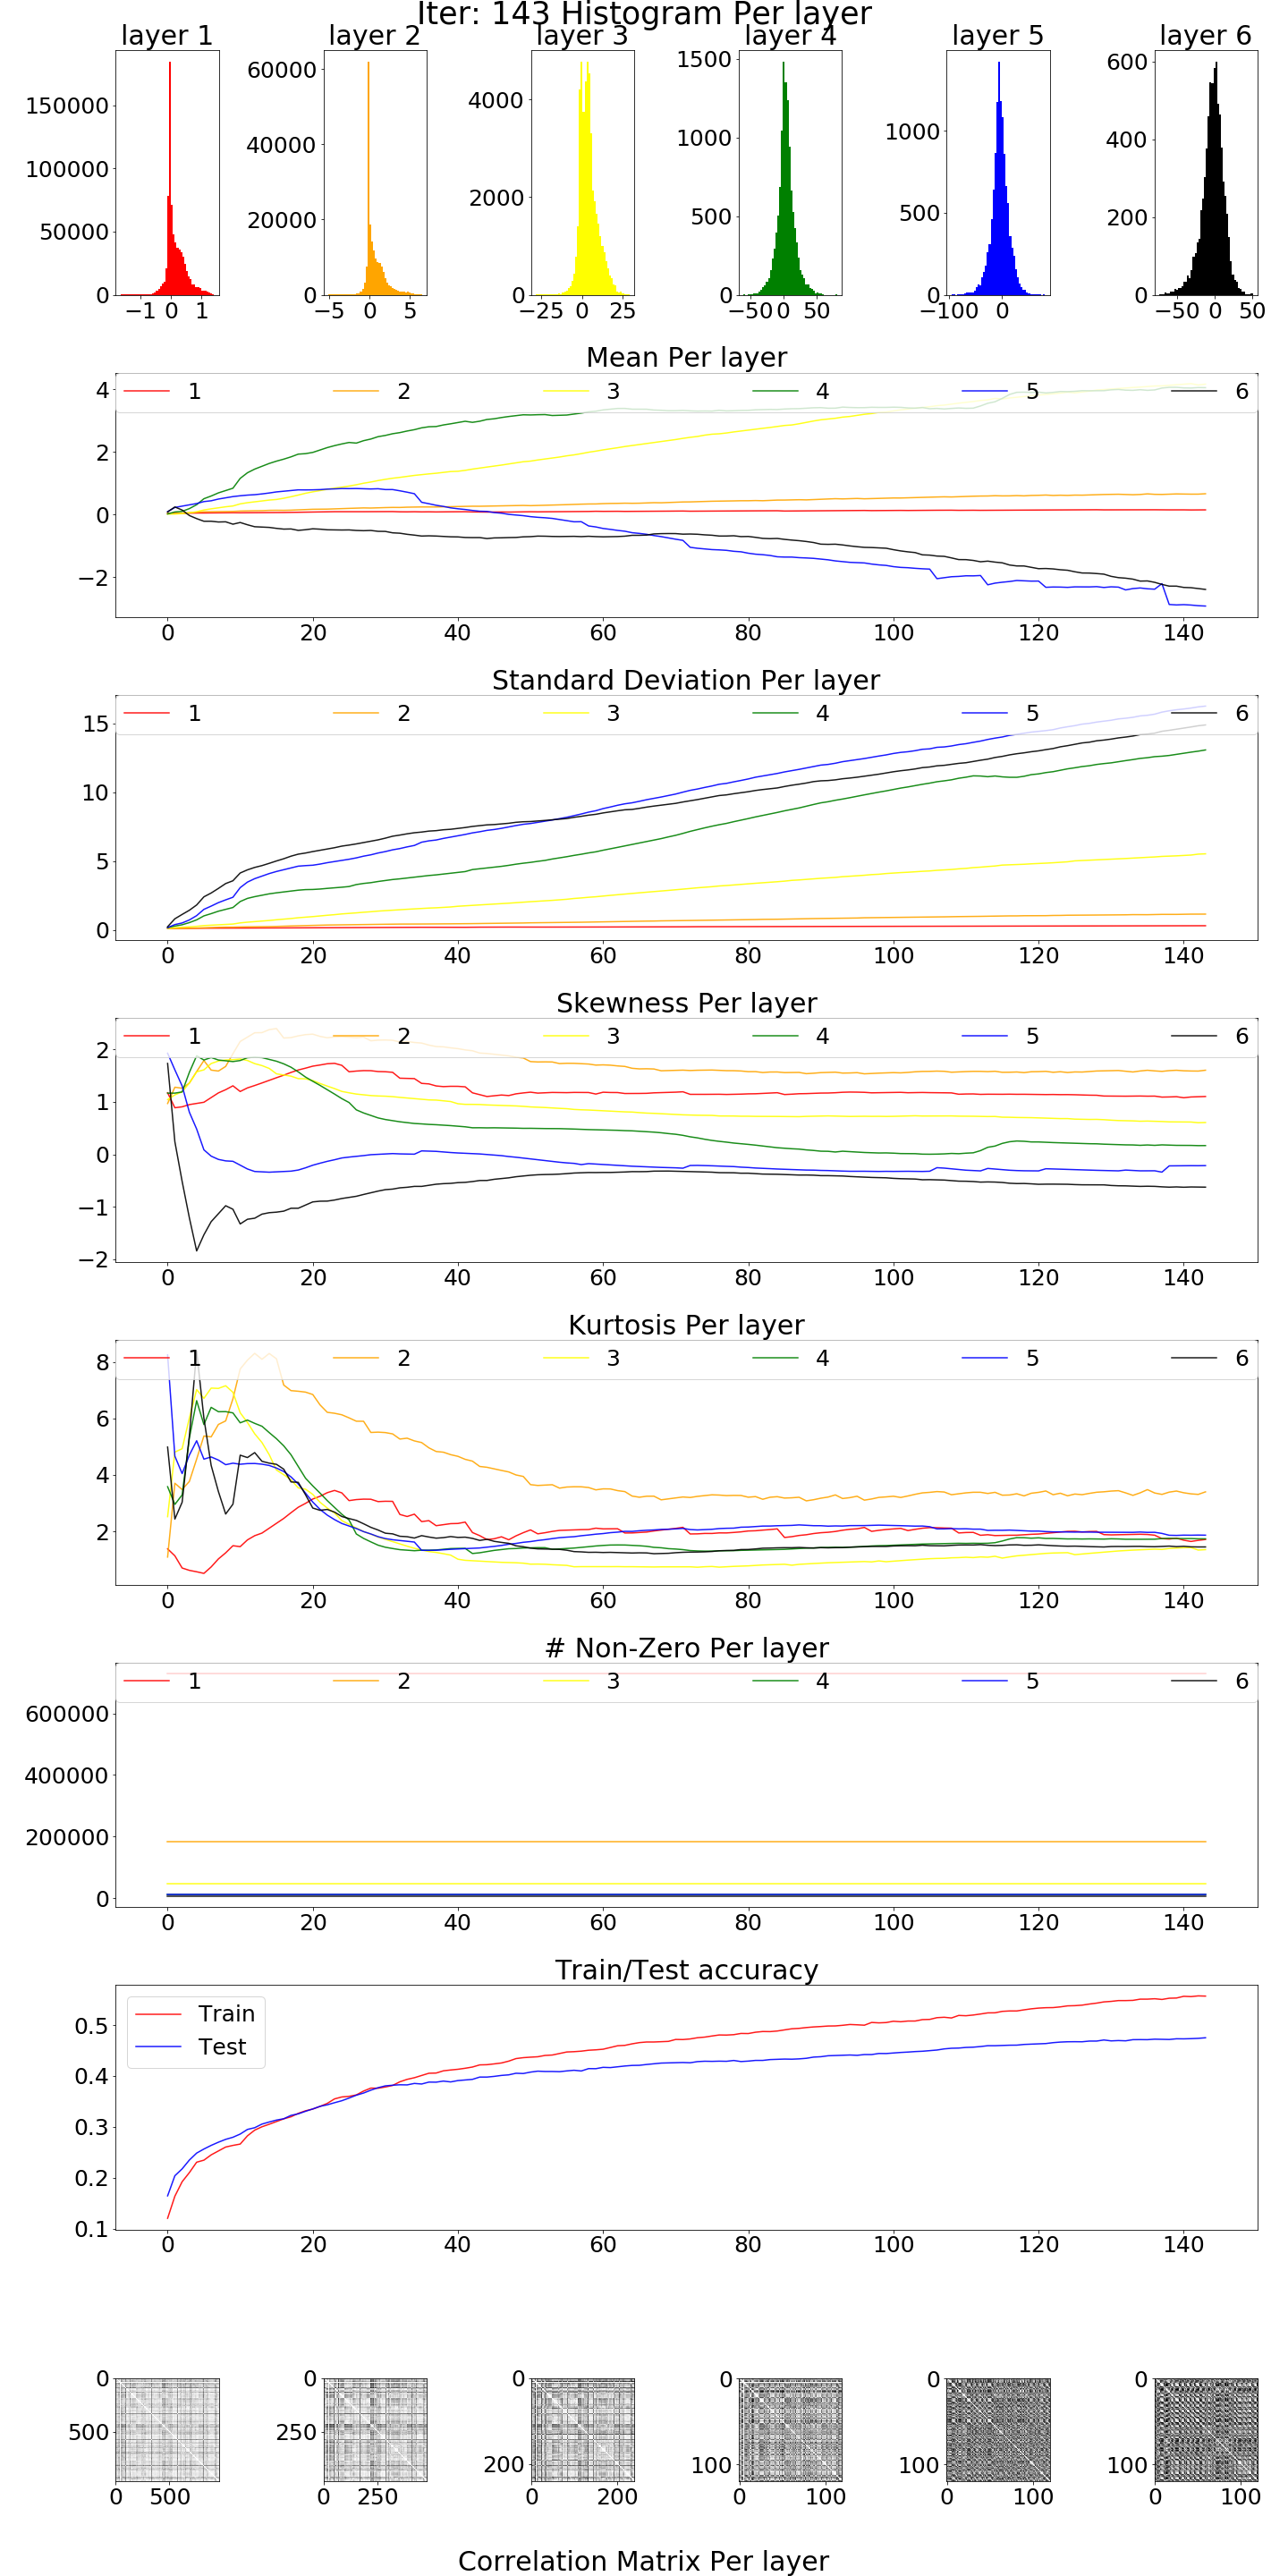 Iter: 143 Histogram Per layer
layer 1 layer 2 layer 3 layer 4 layer 5 layer 6
150000 100000 50000 0
−1 0 1
60000 40000 20000 0
−5 0 5
4000 2000 0
−25 0 25
1500 1000 500 0
−50 0 50
1000 500 0
−100 0
600 400 200 0
−50 0 50
Mean Per layer
1 2 3 4 5 6
4
2
0
−2
0 20 40 60 80 100 120 140
Standard Deviation Per layer
1 2 3 4 5 6
15
10
5
0
0 20 40 60 80 100 120 140
Skewness Per layer
1 2 3 4 5 6
2
1
0
−1
−2
0 20 40 60 80 100 120 140
Kurtosis Per layer
1 2 3 4 5 6
8
6
4
2
0 20 40 60 80 100 120 140
# Non-Zero Per layer
1 2 3 4 5 6
600000
400000
200000
0
0 20 40 60 80 100 120 140
Train/Test accuracy
Train
Test
0.5
0.4
0.3
0.2
0.1
0 20 40 60 80 100 120 140
0 500
0 500
0 250
0 250
0 200
0 200
0 100
0 100
0 100
0 100
0 100
0 100
Correlation Matrix Per layer